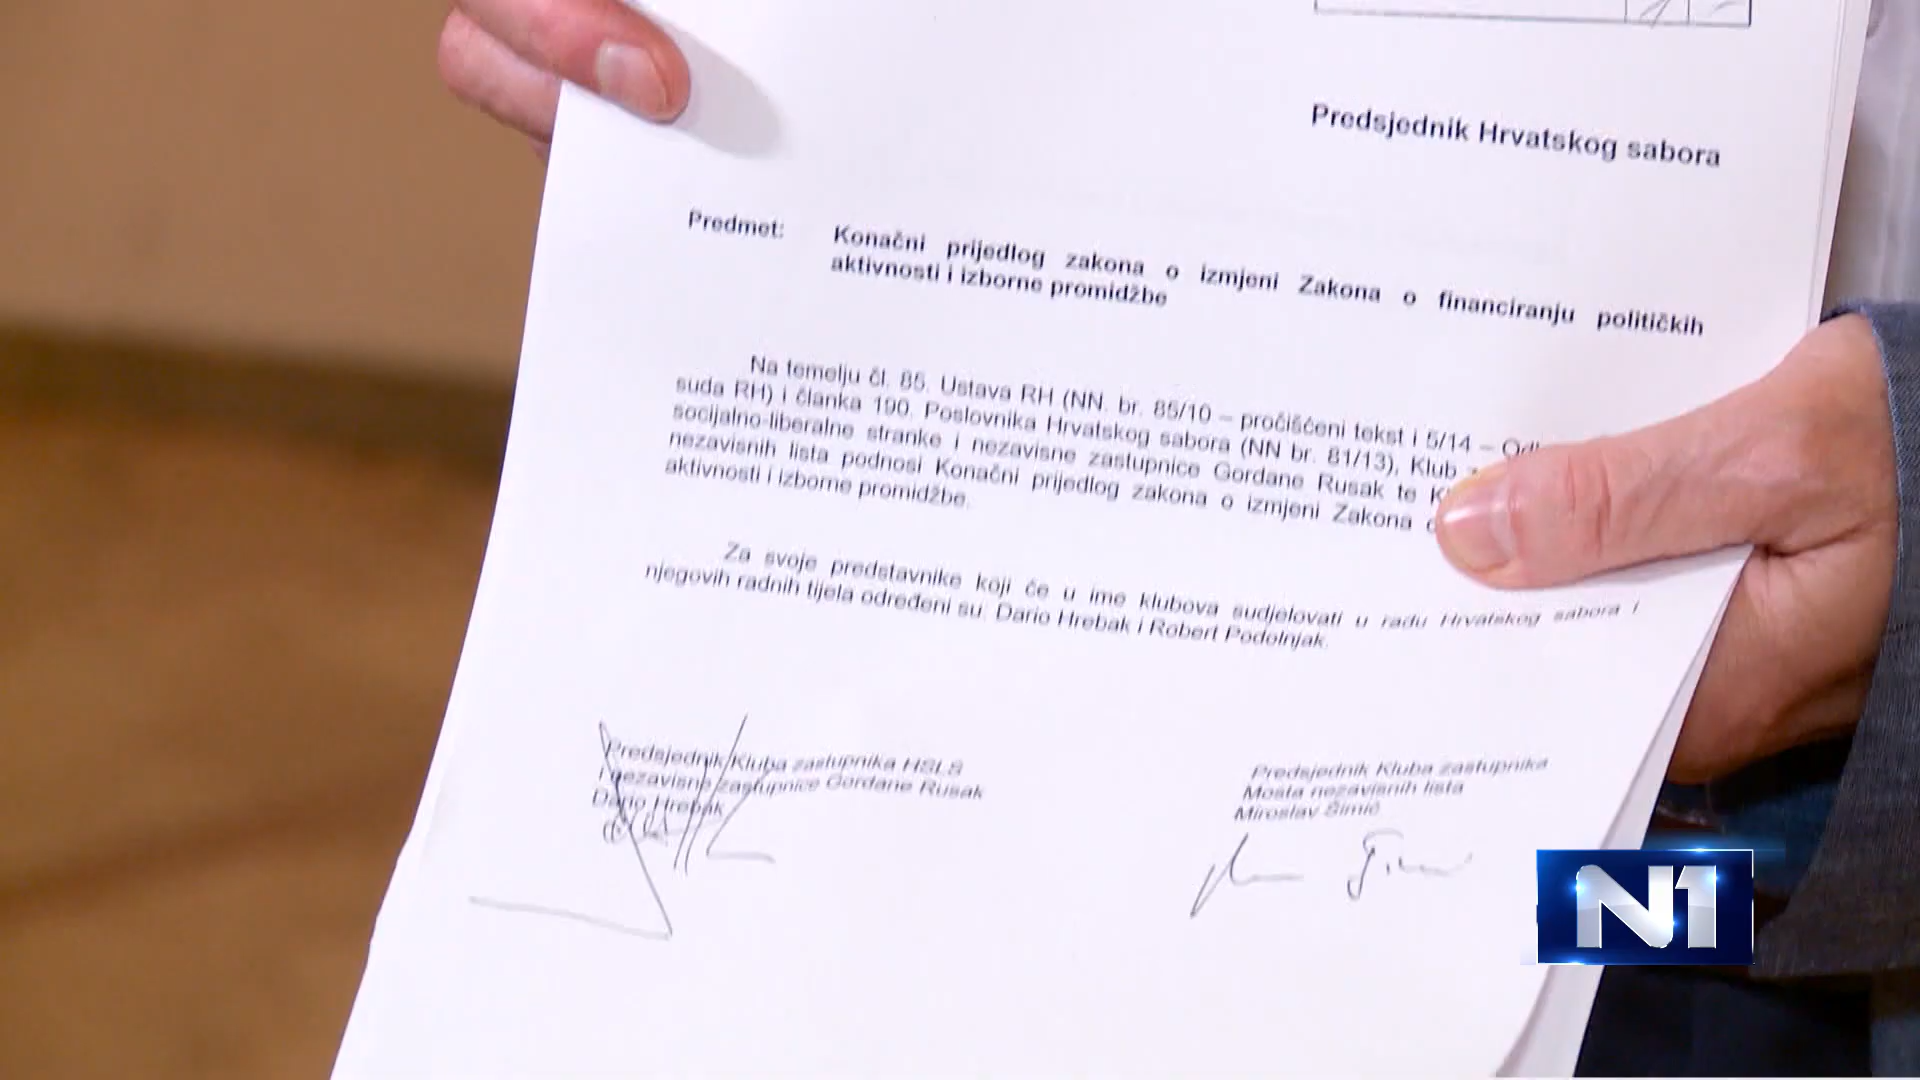 Predsjednik Hrvatskog sabora
Predmet: Konačni prijedlog zakona o izmjeni Zakona o financiranju političkih
aktivnosti i izborne promidžbe
Na temelju čl. 85. Ustava RH (NN. br. 85/10 – pročišćeni tekst i 5/14 –
suda RH) i članka 190. Poslovnika Hrvatskog sabora (NN br. 81/13), Klub
socijalno-liberalne stranke i nezavisne zastupnice Gordane Rusak te
nezavisnih lista podnosi Konačni prijedlog zakona o izmjeni Zakona
aktivnosti i izborne promidžbe.
Za svoje predstavnike koji će u ime klubova sudjelovati u radu Hrvatskog sabora i
njegovih radnih tijela određeni su: Dario Hrebak i Robert Podolnjak.
Predsjednik Kluba zastupnika HSLS
i nezavisne zastupnice Gordane Rusak
Dario Hrebak
Predsjednik Kluba zastupnika
Mosta nezavisnih lista
Miroslav Šimić
N1